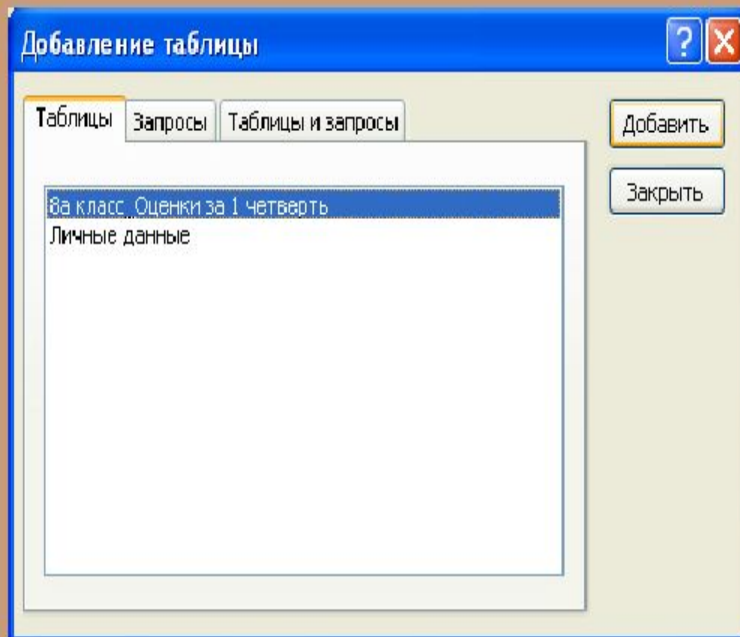 Добавление таблицы
Таблицы Запросы Таблицы и запросы
Добавить
8а класс_Оценки за 1 четверть
Закрыть
Личные данные